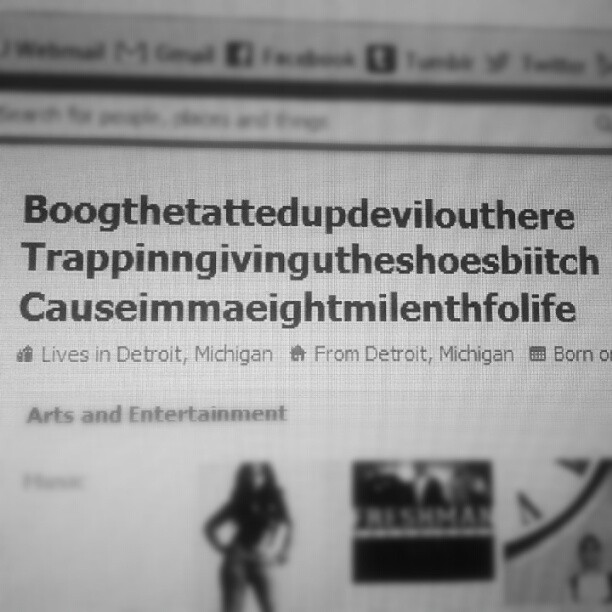 Webmail Gmail Facebook Tumblr Twitter
Search for people, places and things
Boogthetattedupdevilouthere
Trappinngivingutheshoesbiitch
Causeimmaeightmilenthfolife
Lives in Detroit, Michigan From Detroit, Michigan Born on
Arts and Entertainment
Music
FRESHMAN